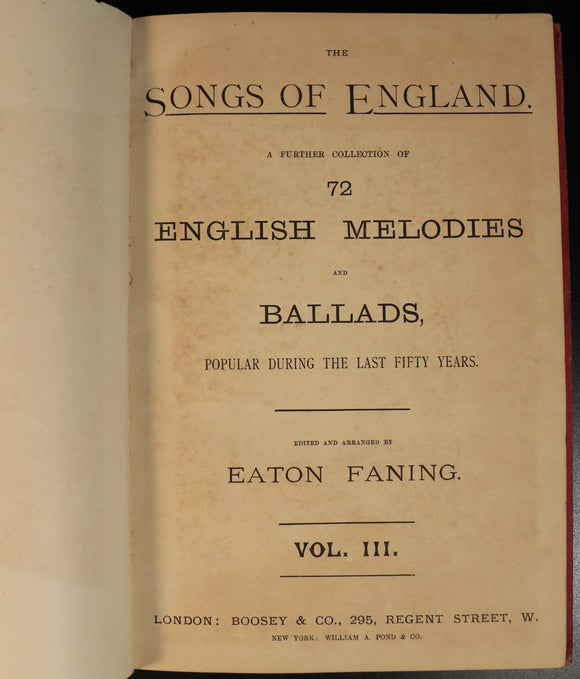 THE
SONGS OF ENGLAND.
A FURTHER COLLECTION OF
72
ENGLISH MELODIES
AND
BALLADS,
POPULAR DURING THE LAST FIFTY YEARS.
EDITED AND ARRANGED BY
EATON FANING.
VOL. III.
LONDON: BOOSEY & CO., 295, REGENT STREET, W.
NEW YORK: WILLIAM A. POND & CO.